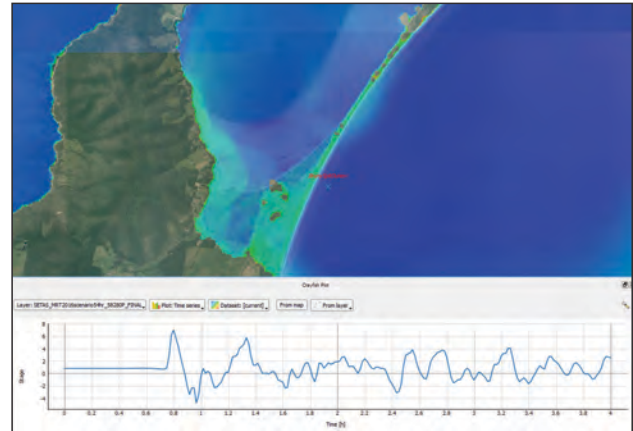 Crayfish Plot
Plot: Time series
Dataset: [current]
From map
From layer
8
6
4
2
0
-2
-4
Stage
0 0.2 0.4 0.6 0.8 1 1.2 1.4 1.6 1.8 2 2.2 2.4 2.6 2.8 3 3.2 3.4 3.6 3.8 4
Time [h]